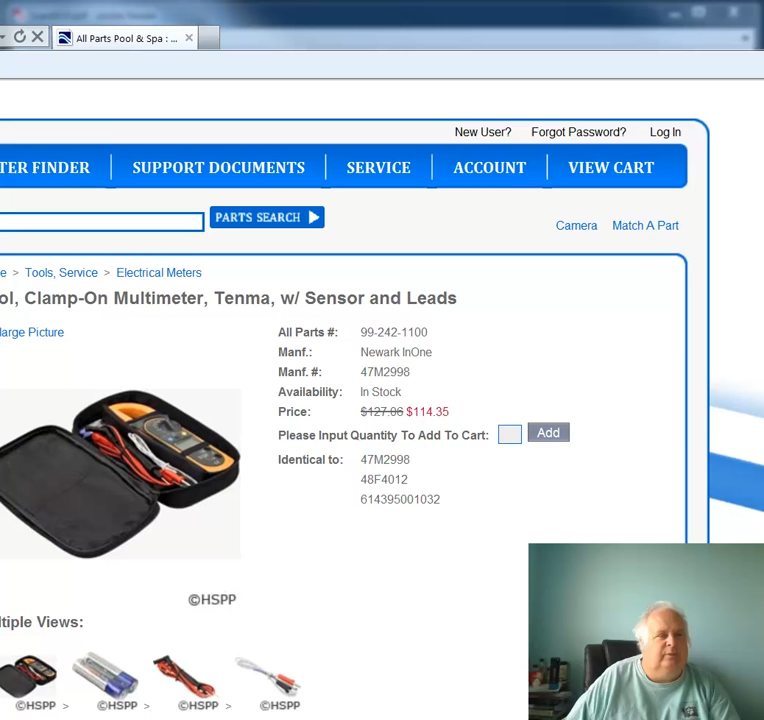 All Parts Pool & Spa : ...
New User? Forgot Password? Log In
TER FINDER SUPPORT DOCUMENTS SERVICE ACCOUNT VIEW CART
PARTS SEARCH
Camera Match A Part
e > Tools, Service > Electrical Meters
ol, Clamp-On Multimeter, Tenma, w/ Sensor and Leads
large Picture
All Parts #: 99-242-1100
Manf.: Newark InOne
Manf. #: 47M2998
Availability: In Stock
Price: $127.06 $114.35
Please Input Quantity To Add To Cart: Add
Identical to: 47M2998
48F4012
614395001032
©HSPP
ltiple Views:
©HSPP > ©HSPP > ©HSPP > ©HSPP